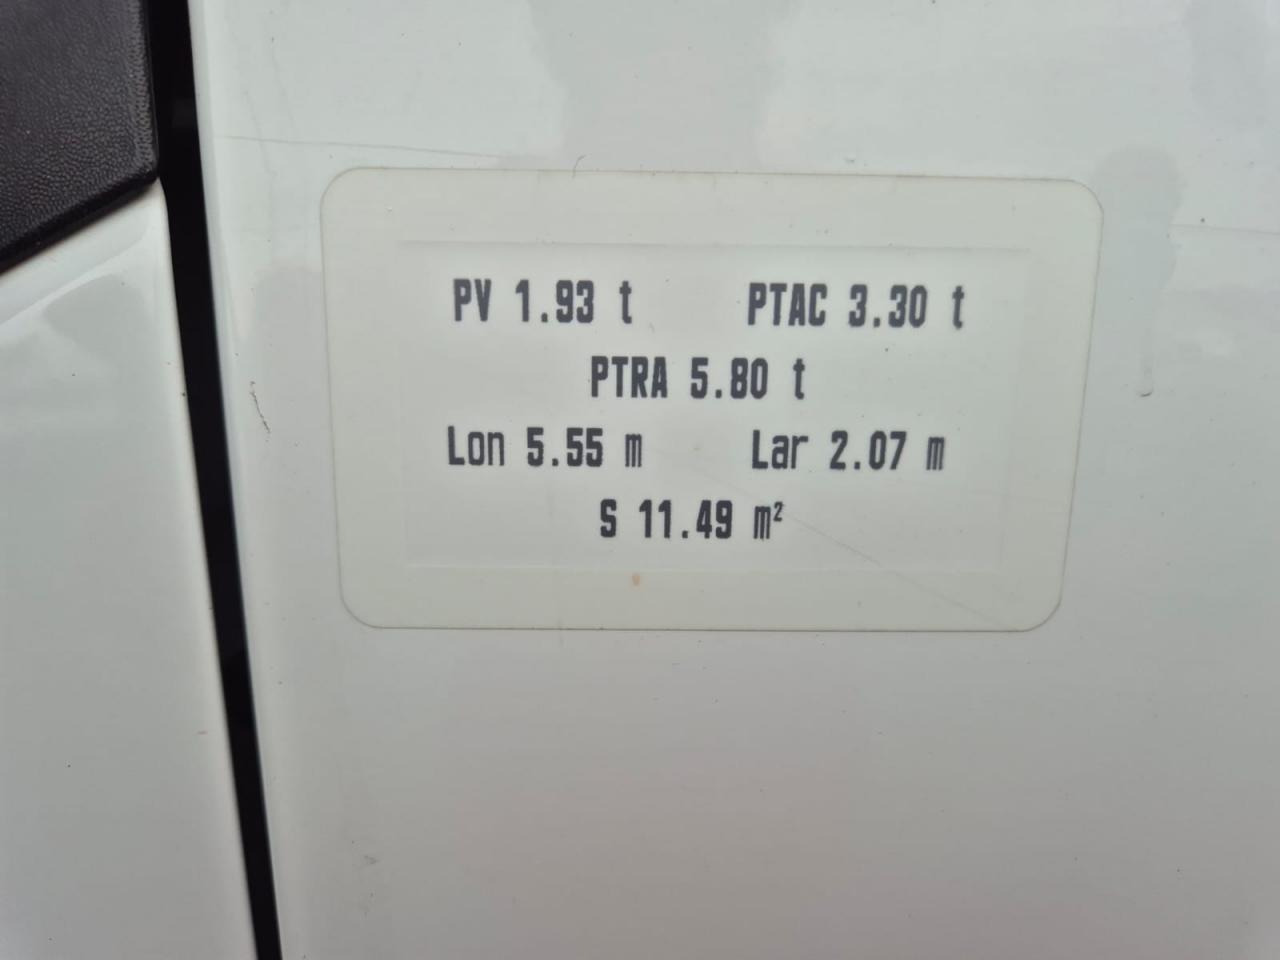 PV 1.93 t PTAC 3.30 t
PTRA 5.80 t
Lon 5.55 m Lar 2.07 m
S 11.49 m²